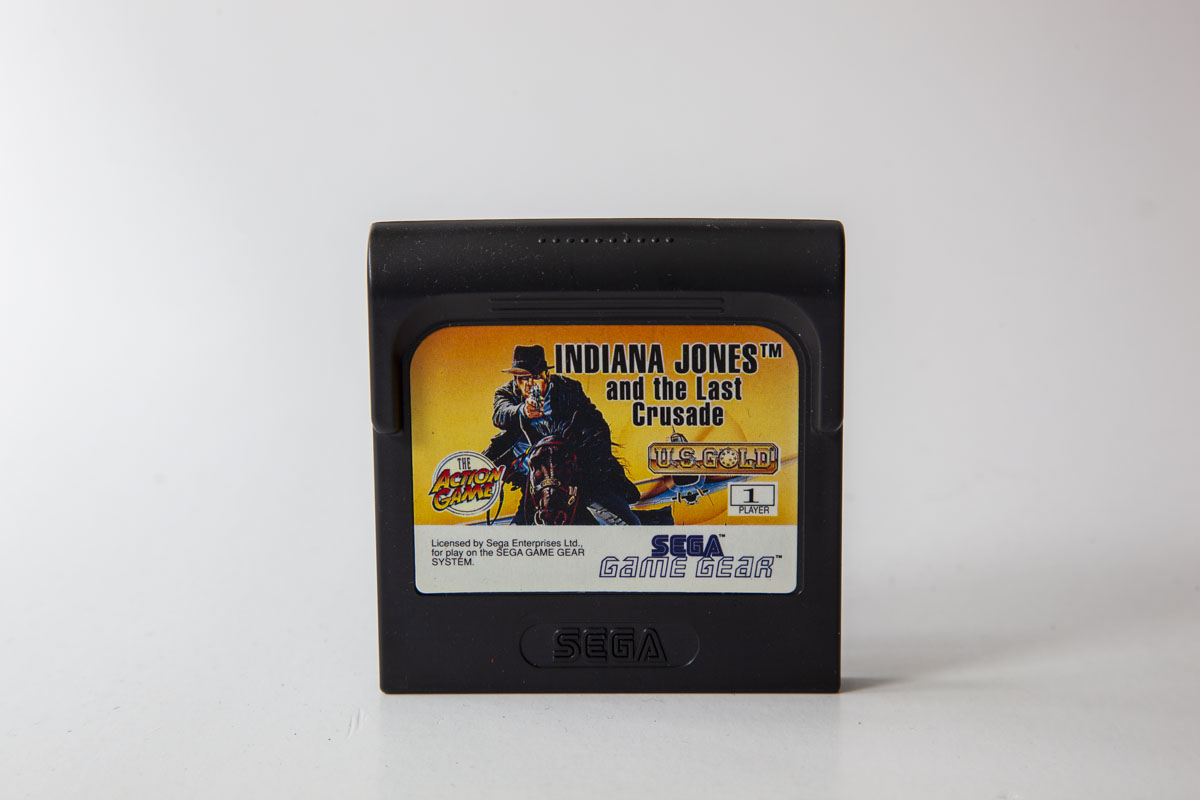 INDIANA JONES™
and the Last
Crusade
U.S. GOLD
THE
ACTION
GAME
1
PLAYER
Licensed by Sega Enterprises Ltd.,
for play on the SEGA GAME GEAR
SYSTEM.
SEGA™
GAME GEAR™
SEGA